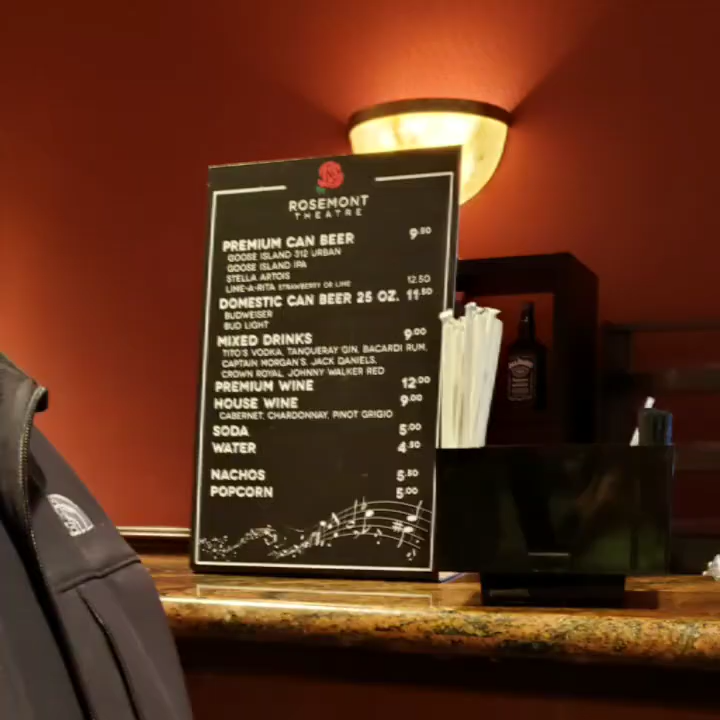 ROSEMONT
THEATRE
PREMIUM CAN BEER 9.50
GOOSE ISLAND 312 URBAN
GOOSE ISLAND IPA
STELLA ARTOIS
LIME-A-RITA STRAWBERRY OR LIME 12.50
DOMESTIC CAN BEER 25 OZ. 11.50
BUDWEISER
BUD LIGHT
MIXED DRINKS 9.00
TITO'S VODKA, TANQUERAY GIN, BACARDI RUM,
CAPTAIN MORGAN'S, JACK DANIELS,
CROWN ROYAL, JOHNNY WALKER RED
PREMIUM WINE 12.00
HOUSE WINE 9.00
CABERNET, CHARDONNAY, PINOT GRIGIO
SODA 5.00
WATER 4.50
NACHOS 5.50
POPCORN 5.00